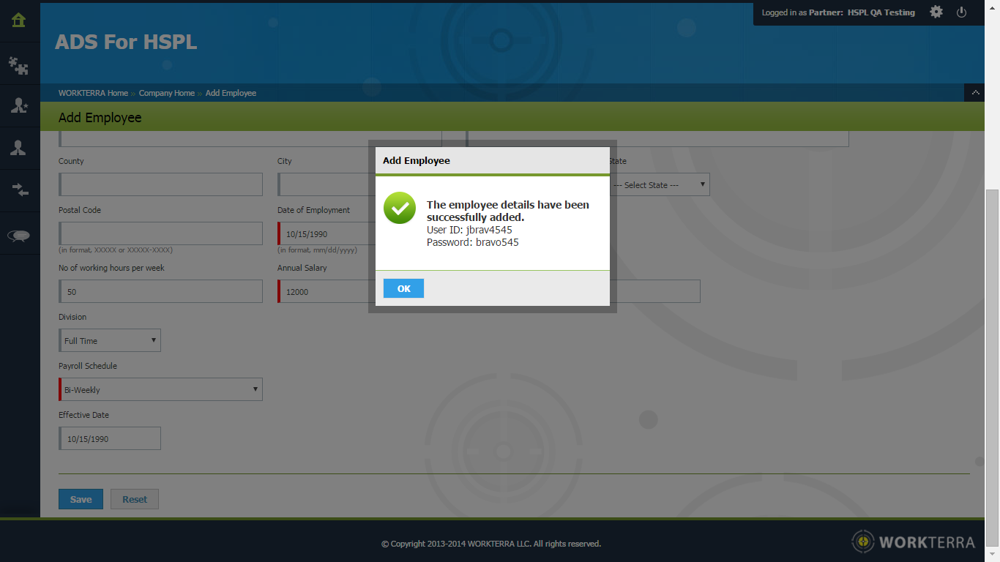 Logged in as Partner: HSPL QA Testing
ADS For HSPL
WORKTERRA Home » Company Home » Add Employee
Add Employee
County
City
State
--- Select State ---
Add Employee
The employee details have been
successfully added.
User ID: jbrav4545
Password: bravo545
OK
Postal Code
Date of Employment
10/15/1990
(in format, XXXXX or XXXXX-XXXX)
(in format, mm/dd/yyyy)
No of working hours per week
Annual Salary
50
12000
Division
Full Time
Payroll Schedule
Bi-Weekly
Effective Date
10/15/1990
Save
Reset
© Copyright 2013-2014 WORKTERRA LLC. All rights reserved.
WORKTERRA